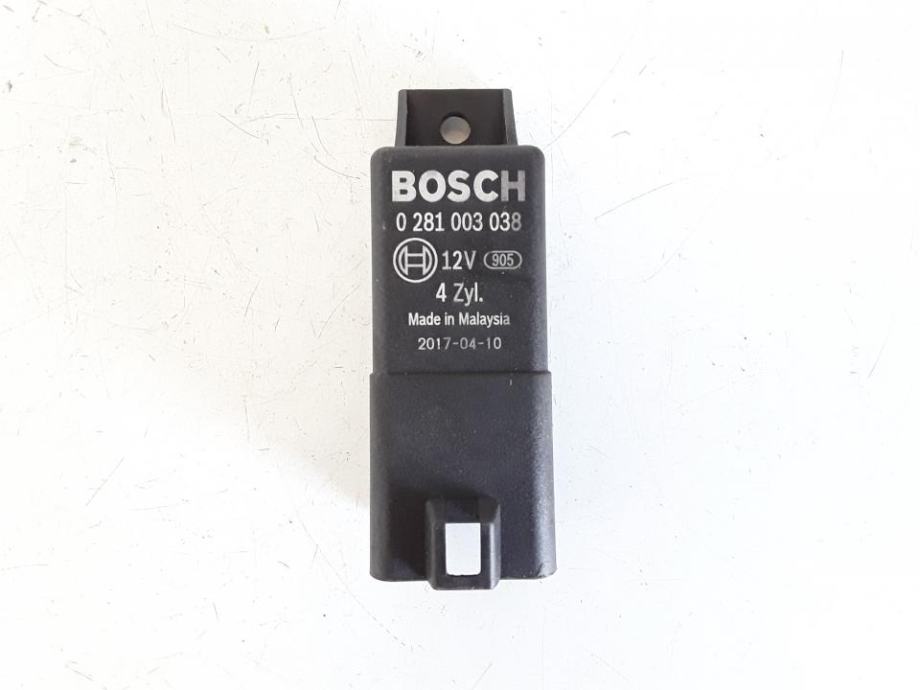 BOSCH
0 281 003 038
12V 905
4 Zyl.
Made in Malaysia
2017-04-10